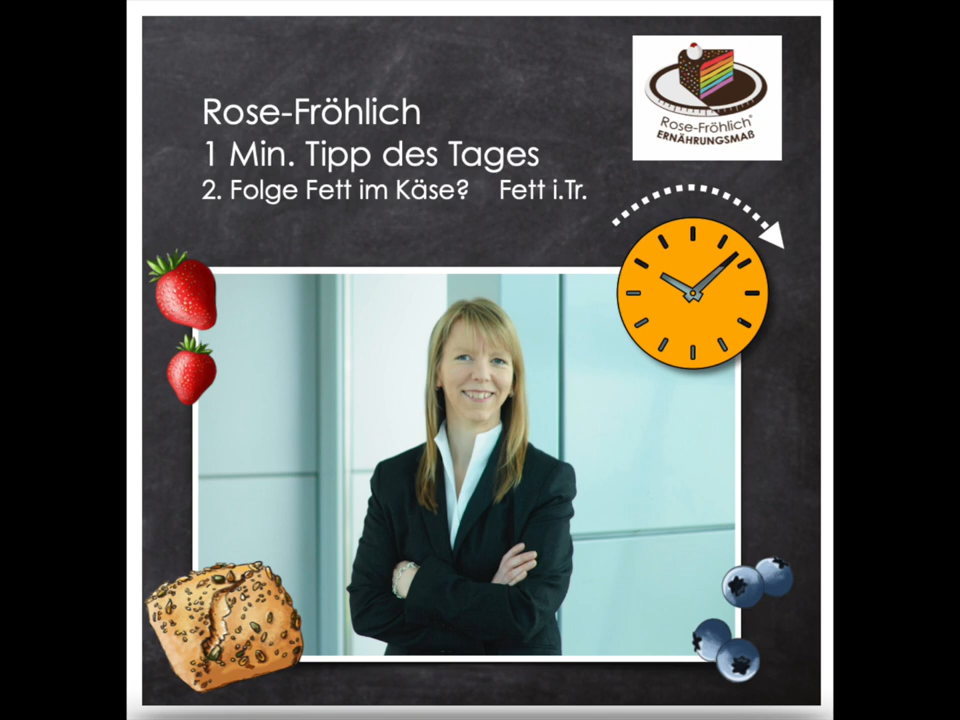 Rose-Fröhlich
1 Min. Tipp des Tages
2. Folge Fett im Käse? Fett i.Tr.
Rose-Fröhlich®
ERNÄHRUNGSMAß